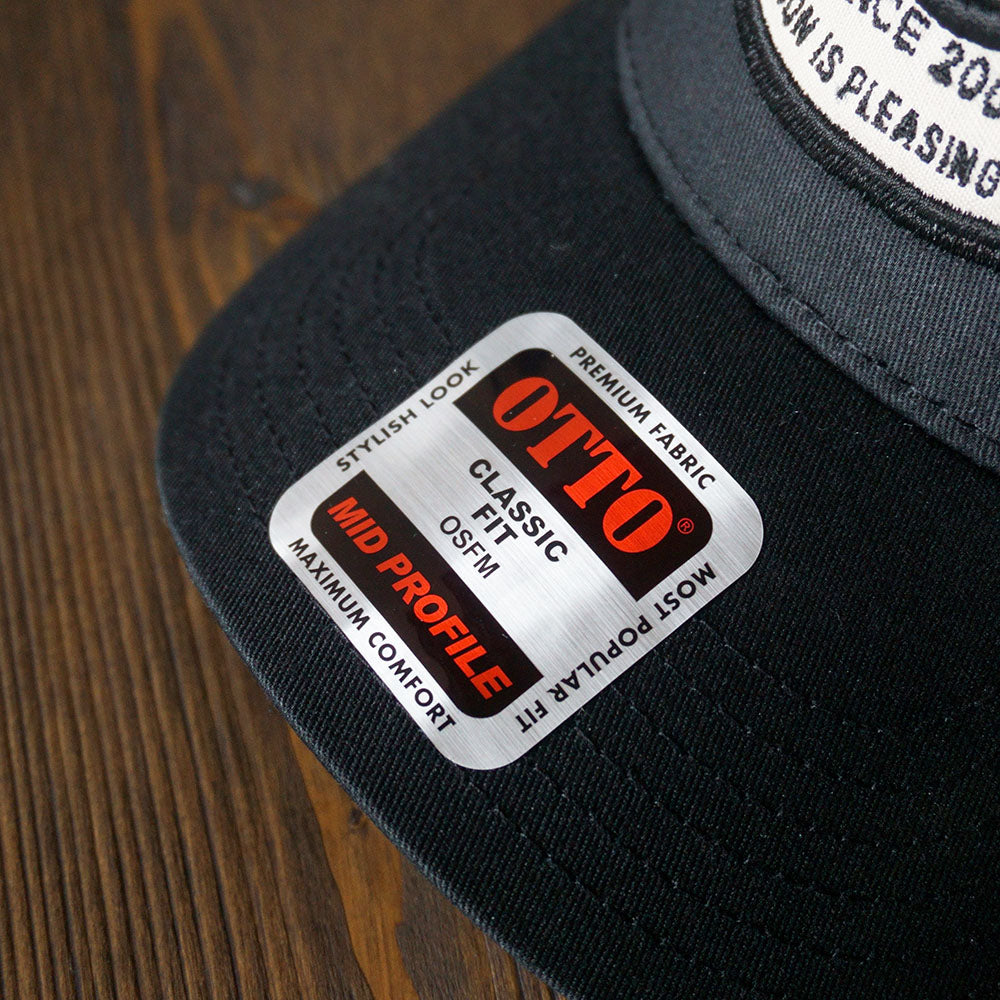 IS PLEASING
STYLISH LOOK
PREMIUM FABRIC
OTTO®
CLASSIC
FIT
OSFM
MID PROFILE
MAXIMUM COMFORT
MOST POPULAR FIT